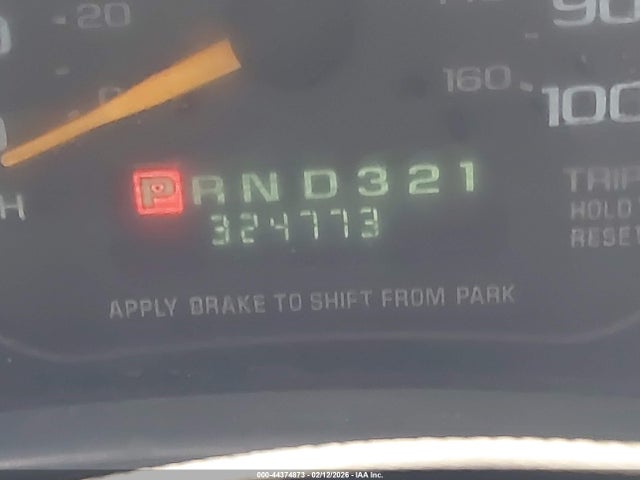 20
90
160
100
0
H
PRND321
TRIP
324773
HOLD
RESET
APPLY BRAKE TO SHIFT FROM PARK
000-44374873 - 02/12/2026 - IAA Inc.